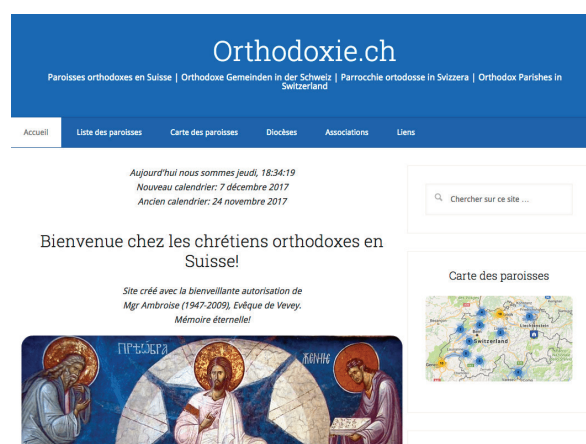 Orthodoxie.ch
Paroisses orthodoxes en Suisse | Orthodoxe Gemeinden in der Schweiz | Parrocchie ortodosse in Svizzera | Orthodox Parishes in
Switzerland
Accueil Liste des paroisses Carte des paroisses Diocèses Associations Liens
Aujourd'hui nous sommes jeudi, 18:34:19
Nouveau calendrier: 7 décembre 2017
Ancien calendrier: 24 novembre 2017
Chercher sur ce site ...
Bienvenue chez les chrétiens orthodoxes en
Suisse!
Site créé avec la bienveillante autorisation de
Mgr Ambroise (1947-2009), Evêque de Vevey.
Mémoire éternelle!
Carte des paroisses
Switzerland
Liechtenstein